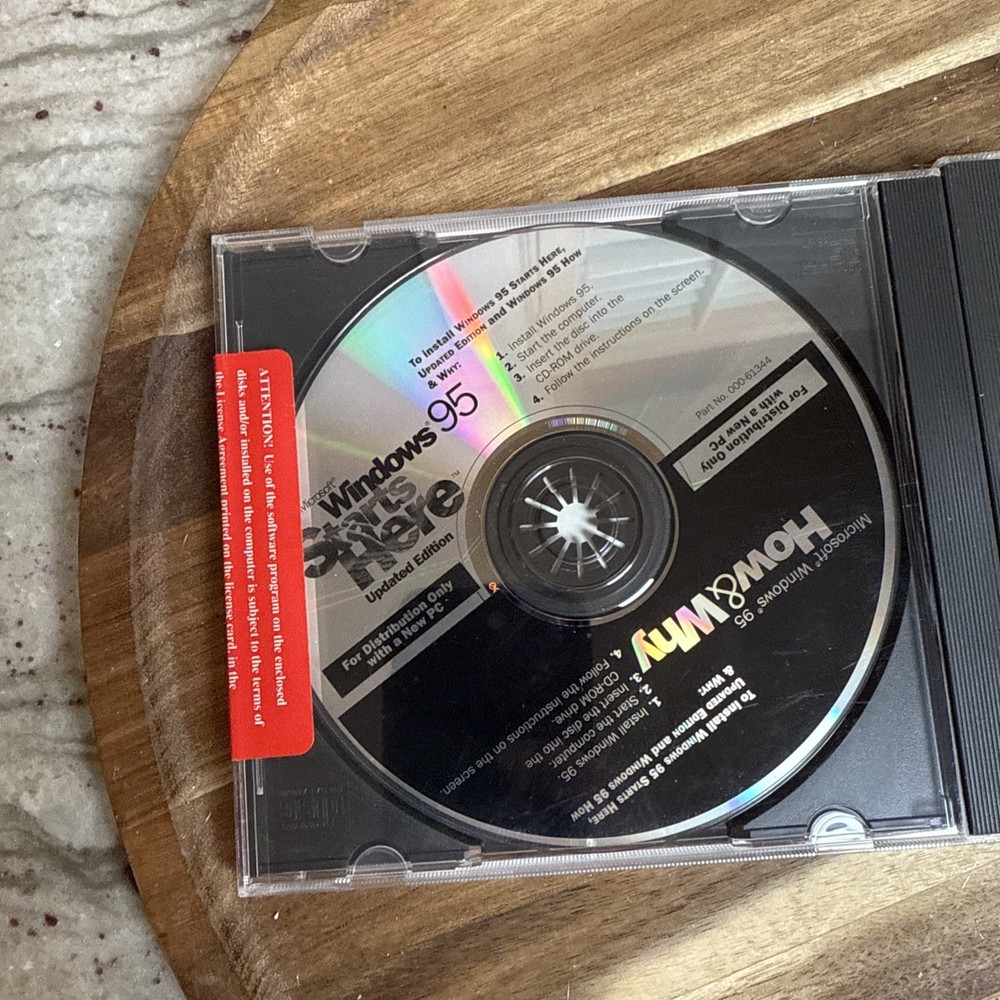 ATTENTION! Use of the software program on the enclosed
disks and/or installed on the computer is subject to the terms of
the License Agreement printed on the license card, in the
To install Windows 95 Starts Here,
Updated Edition and Windows 95 How
& Why:
1. Install Windows 95.
2. Start the computer.
3. Insert the disc into the
CD-ROM drive.
4. Follow the instructions on the screen.
Part No. 000-61344
Microsoft®
Windows® 95
Starts
Here™
Updated Edition
For Distribution Only
with a New PC
For Distribution Only
with a New PC
Microsoft® Windows® 95
How&Why
To Install Windows 95 Starts Here,
Updated Edition and Windows 95 How
& Why:
1. Install Windows 95.
2. Start the computer.
3. Insert the disc into the
CD-ROM drive.
4. Follow the instructions on the screen.